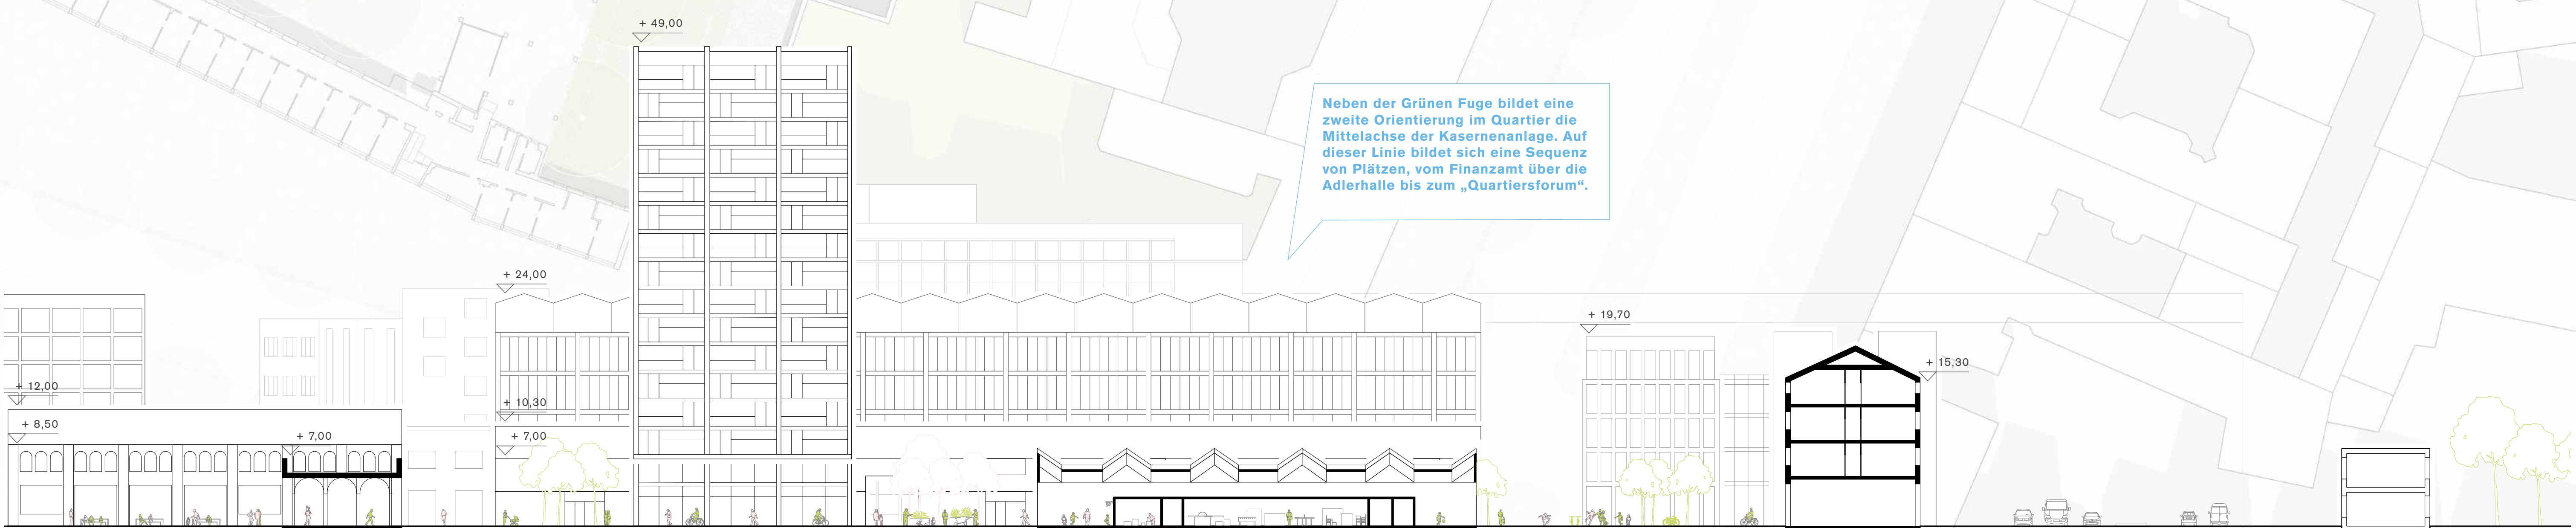 + 49,00
Neben der Grünen Fuge bildet eine
zweite Orientierung im Quartier die
Mittelachse der Kasernenanlage. Auf
dieser Linie bildet sich eine Sequenz
von Plätzen, vom Finanzamt über die
Adlerhalle bis zum „Quartiersforum“.
+ 24,00
+ 19,70
+ 15,30
+ 12,00
+ 10,30
+ 8,50
+ 7,00
+ 7,00